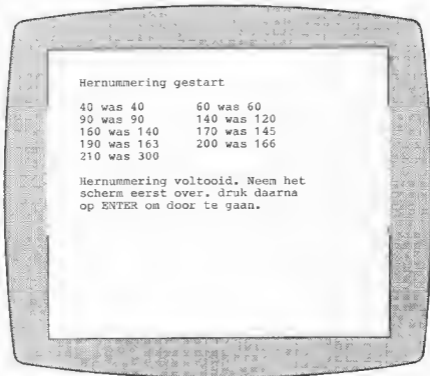 Hernummering gestart
40 was 40 60 was 60
90 was 90 140 was 120
160 was 140 170 was 145
190 was 163 200 was 166
210 was 300
Hernummering voltooid. Neem het
scherm eerst over. druk daarna
op ENTER om door te gaan.